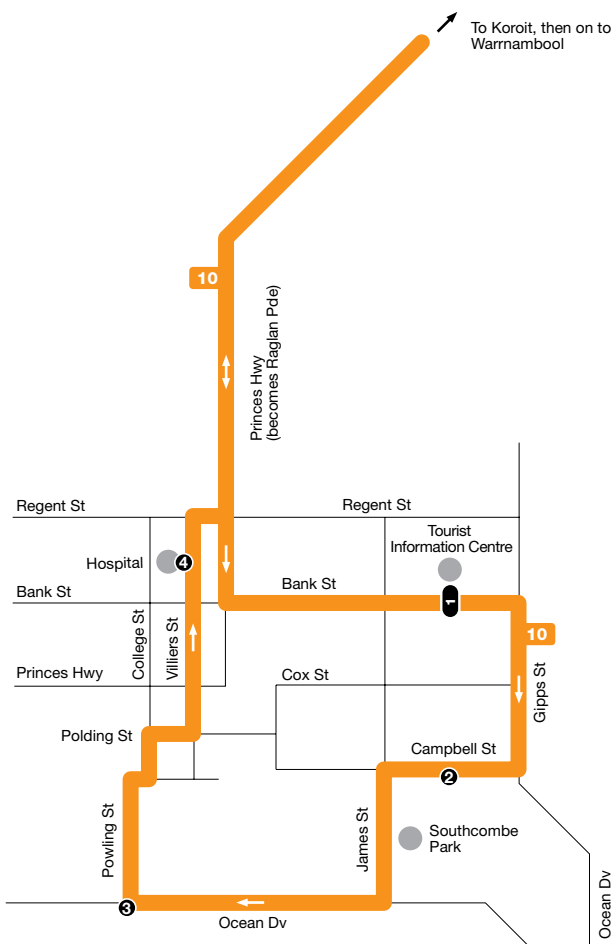 To Koroit, then on to
Warrnambool
10
Princes Hwy
(becomes Raglan Pde)
Regent St
Regent St
Tourist
Information Centre
Hospital
4
Bank St
Bank St
1
10
College St
Villiers St
Princes Hwy
Cox St
Gipps St
Polding St
Campbell St
2
Powling St
James St
Southcombe
Park
3
Ocean Dv
Ocean Dv